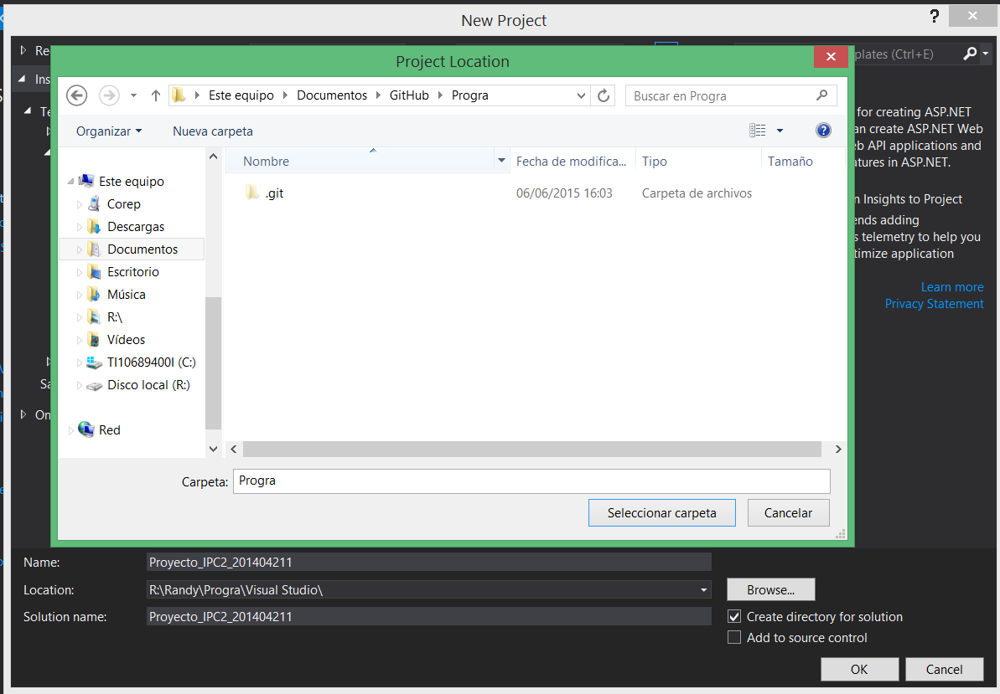 New Project
?
Re
plates (Ctrl+E)
Project Location
Ins
Este equipo Documentos GitHub Progra
Buscar en Progra
Organizar Nueva carpeta
Te
for creating ASP.NET
an create ASP.NET Web
b API applications and
atures in ASP.NET.
Nombre Fecha de modifica... Tipo Tamaño
.git 06/06/2015 16:03 Carpeta de archivos
Este equipo
Corep
Descargas
Documentos
Escritorio
Música
R:\
Vídeos
TI10689400I (C:)
Disco local (R:)
Red
n Insights to Project
ends adding
s telemetry to help you
timize application
Learn more
Privacy Statement
Sa
On
Carpeta: Progra
Seleccionar carpeta Cancelar
Name: Proyecto_IPC2_201404211
Location: R:\Randy\Progra\Visual Studio\ Browse...
Solution name: Proyecto_IPC2_201404211
Create directory for solution
Add to source control
OK Cancel